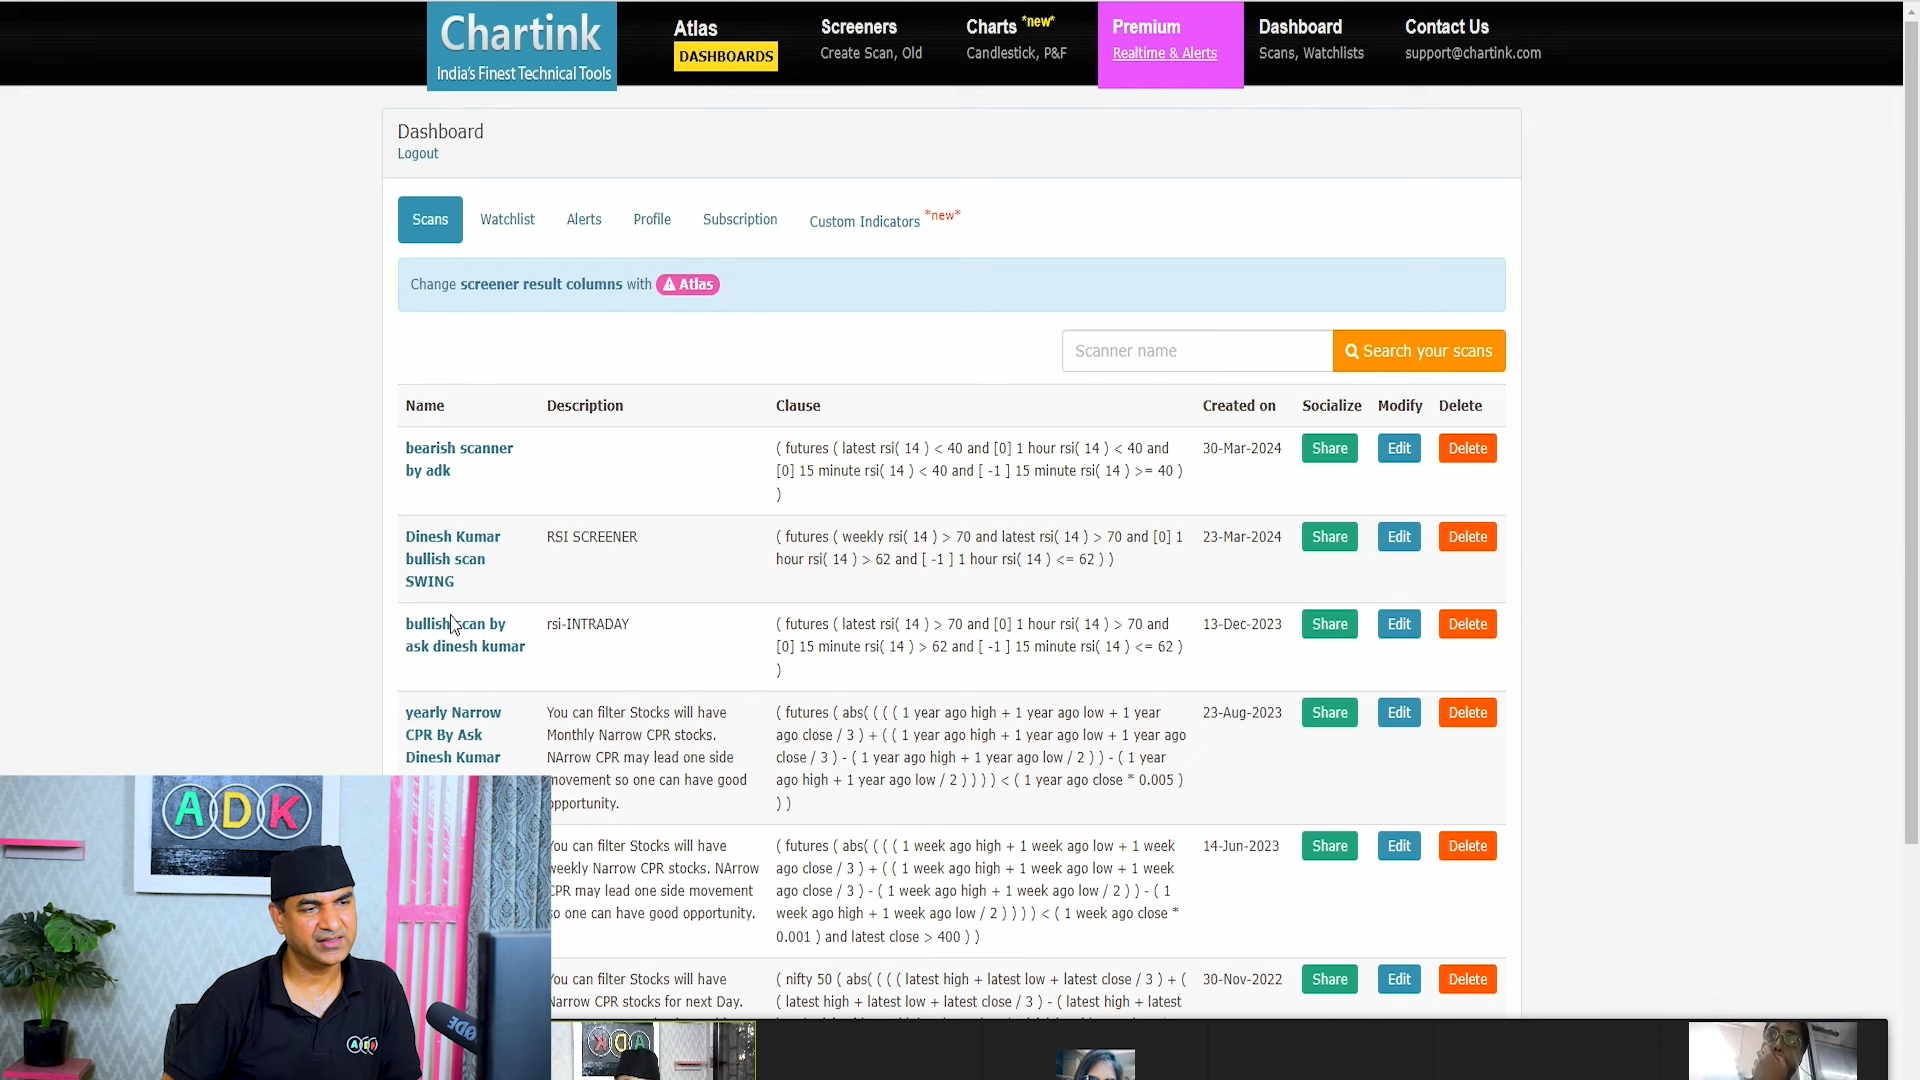 Chartink
India's Finest Technical Tools
Atlas
DASHBOARDS
Screeners
Create Scan, Old
Charts *new*
Candlestick, P&F
Premium
Realtime & Alerts
Dashboard
Scans, Watchlists
Contact Us
support@chartink.com
Dashboard
Logout
Scans Watchlist Alerts Profile Subscription Custom Indicators *new*
Change screener result columns with Atlas
Scanner name Search your scans
Name Description Clause Created on Socialize Modify Delete
bearish scanner
by adk
( futures ( latest rsi( 14 ) < 40 and [0] 1 hour rsi( 14 ) < 40 and
[0] 15 minute rsi( 14 ) < 40 and [ -1 ] 15 minute rsi( 14 ) >= 40 )
)
30-Mar-2024 Share Edit Delete
Dinesh Kumar
bullish scan
SWING
RSI SCREENER
( futures ( weekly rsi( 14 ) > 70 and latest rsi( 14 ) > 70 and [0] 1
hour rsi( 14 ) > 62 and [ -1 ] 1 hour rsi( 14 ) <= 62 ) )
23-Mar-2024 Share Edit Delete
bullish scan by
ask dinesh kumar
rsi-INTRADAY
( futures ( latest rsi( 14 ) > 70 and [0] 1 hour rsi( 14 ) > 70 and
[0] 15 minute rsi( 14 ) > 62 and [ -1 ] 15 minute rsi( 14 ) <= 62 )
)
13-Dec-2023 Share Edit Delete
yearly Narrow
CPR By Ask
Dinesh Kumar
You can filter Stocks will have
Monthly Narrow CPR stocks.
NArrow CPR may lead one side
movement so one can have good
opportunity.
( futures ( abs( ( ( ( 1 year ago high + 1 year ago low + 1 year
ago close / 3 ) + ( ( 1 year ago high + 1 year ago low + 1 year ago
close / 3 ) - ( 1 year ago high + 1 year ago low / 2 ) ) - ( 1 year
ago high + 1 year ago low / 2 ) ) ) ) < ( 1 year ago close * 0.005 )
) )
23-Aug-2023 Share Edit Delete
You can filter Stocks will have
weekly Narrow CPR stocks. NArrow
CPR may lead one side movement
so one can have good opportunity.
( futures ( abs( ( ( ( 1 week ago high + 1 week ago low + 1 week
ago close / 3 ) + ( ( 1 week ago high + 1 week ago low + 1 week
ago close / 3 ) - ( 1 week ago high + 1 week ago low / 2 ) ) - ( 1
week ago high + 1 week ago low / 2 ) ) ) ) < ( 1 week ago close *
0.001 ) and latest close > 400 ) )
14-Jun-2023 Share Edit Delete
You can filter Stocks will have
Narrow CPR stocks for next Day.
( nifty 50 ( abs( ( ( ( latest high + latest low + latest close / 3 ) + (
( latest high + latest low + latest close / 3 ) - ( latest high + latest
30-Nov-2022 Share Edit Delete
ADK
ADK
RØDE
ADK